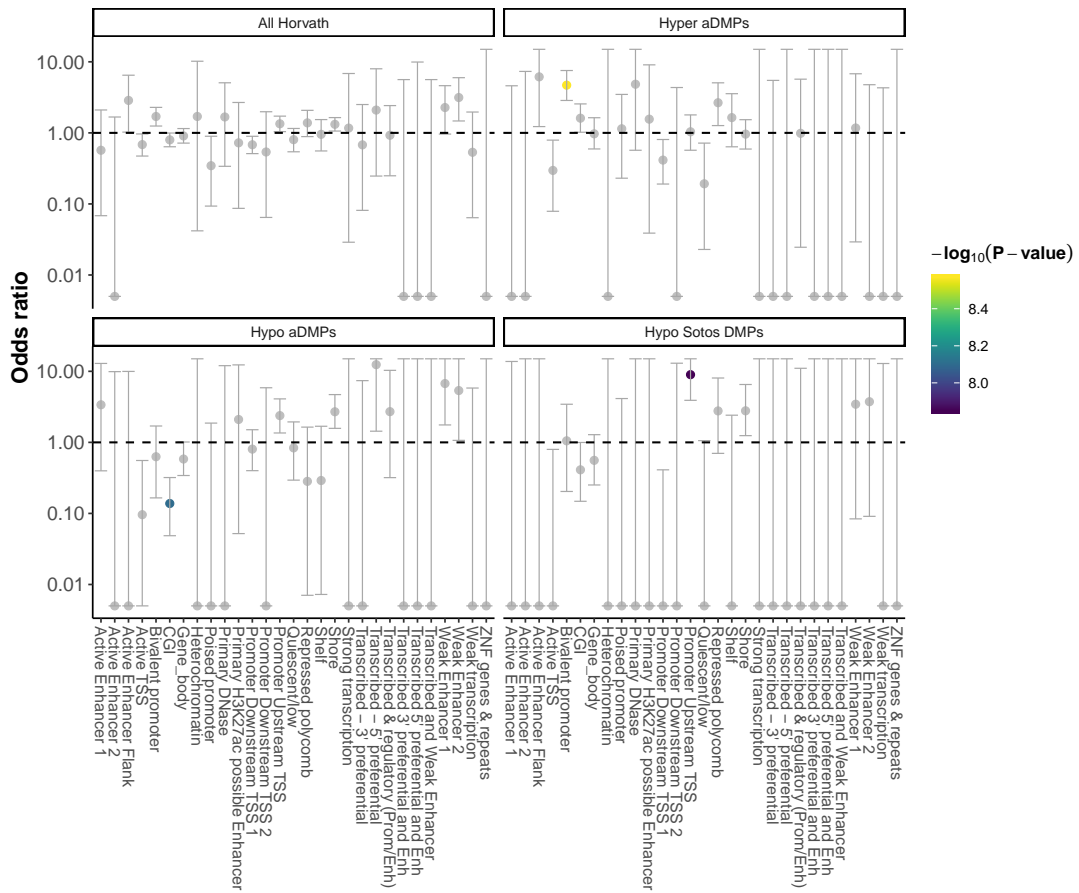 All Horvath
Hyper aDMPs
10.00
1.00
0.10
0.01
Odds ratio
Hypo aDMPs
Hypo Sotos DMPs
10.00
1.00
0.10
0.01
−log10(P − value)
8.4
8.2
8.0
Active Enhancer 1
Active Enhancer 2
Active Enhancer Flank
Active TSS
Bivalent promoter
CGI
Gene_body
Heterochromatin
Poised promoter
Primary DNase
Primary H3K27ac possible Enhancer
Promoter Downstream TSS 1
Promoter Downstream TSS 2
Promoter Upstream TSS
Quiescent/low
Repressed polycomb
Shelf
Shore
Strong transcription
Transcribed − 3' preferential
Transcribed − 5' preferential
Transcribed & regulatory (Prom/Enh)
Transcribed 3' preferential and Enh
Transcribed 5' preferential and Enh
Transcribed and Weak Enhancer
Weak Enhancer 1
Weak Enhancer 2
Weak transcription
ZNF genes & repeats
Active Enhancer 1
Active Enhancer 2
Active Enhancer Flank
Active TSS
Bivalent promoter
CGI
Gene_body
Heterochromatin
Poised promoter
Primary DNase
Primary H3K27ac possible Enhancer
Promoter Downstream TSS 1
Promoter Downstream TSS 2
Promoter Upstream TSS
Quiescent/low
Repressed polycomb
Shelf
Shore
Strong transcription
Transcribed − 3' preferential
Transcribed − 5' preferential
Transcribed & regulatory (Prom/Enh)
Transcribed 3' preferential and Enh
Transcribed 5' preferential and Enh
Transcribed and Weak Enhancer
Weak Enhancer 1
Weak Enhancer 2
Weak transcription
ZNF genes & repeats